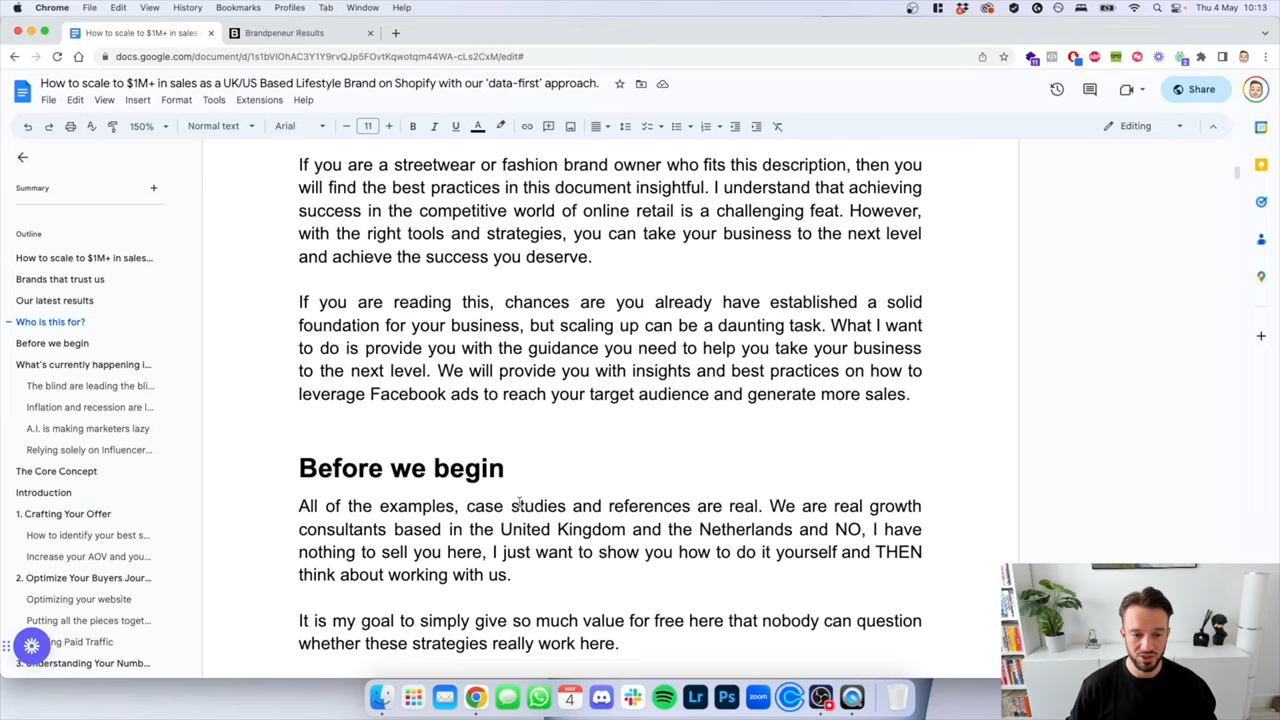 Chrome File Edit View History Bookmarks Profiles Tab Window Help
Thu 4 May 10:13
How to scale to $1M+ in sales
Brandpeneur Results
docs.google.com/document/d/1s1bVIOhAC3Y1Y9rvQJp5FOvtKqwotqm44WA-cLs2CxM/edit#
How to scale to $1M+ in sales as a UK/US Based Lifestyle Brand on Shopify with our 'data-first' approach.
Share
File Edit View Insert Format Tools Extensions Help
150% Normal text Arial 11 Editing
Summary
Outline
How to scale to $1M+ in sales...
Brands that trust us
Our latest results
Who is this for?
Before we begin
What's currently happening i...
The blind are leading the bli...
Inflation and recession are l...
A.I. is making marketers lazy
Relying solely on Influencer...
The Core Concept
Introduction
1. Crafting Your Offer
How to identify your best s...
Increase your AOV and you...
2. Optimize Your Buyers Jour...
Optimizing your website
Putting all the pieces toget...
ng Paid Traffic
3. Understanding Your Numb...
If you are a streetwear or fashion brand owner who fits this description, then you
will find the best practices in this document insightful. I understand that achieving
success in the competitive world of online retail is a challenging feat. However,
with the right tools and strategies, you can take your business to the next level
and achieve the success you deserve.
If you are reading this, chances are you already have established a solid
foundation for your business, but scaling up can be a daunting task. What I want
to do is provide you with the guidance you need to help you take your business
to the next level. We will provide you with insights and best practices on how to
leverage Facebook ads to reach your target audience and generate more sales.
Before we begin
All of the examples, case studies and references are real. We are real growth
consultants based in the United Kingdom and the Netherlands and NO, I have
nothing to sell you here, I just want to show you how to do it yourself and THEN
think about working with us.
It is my goal to simply give so much value for free here that nobody can question
whether these strategies really work here.
MAY
4
Lr
Ps
zoom